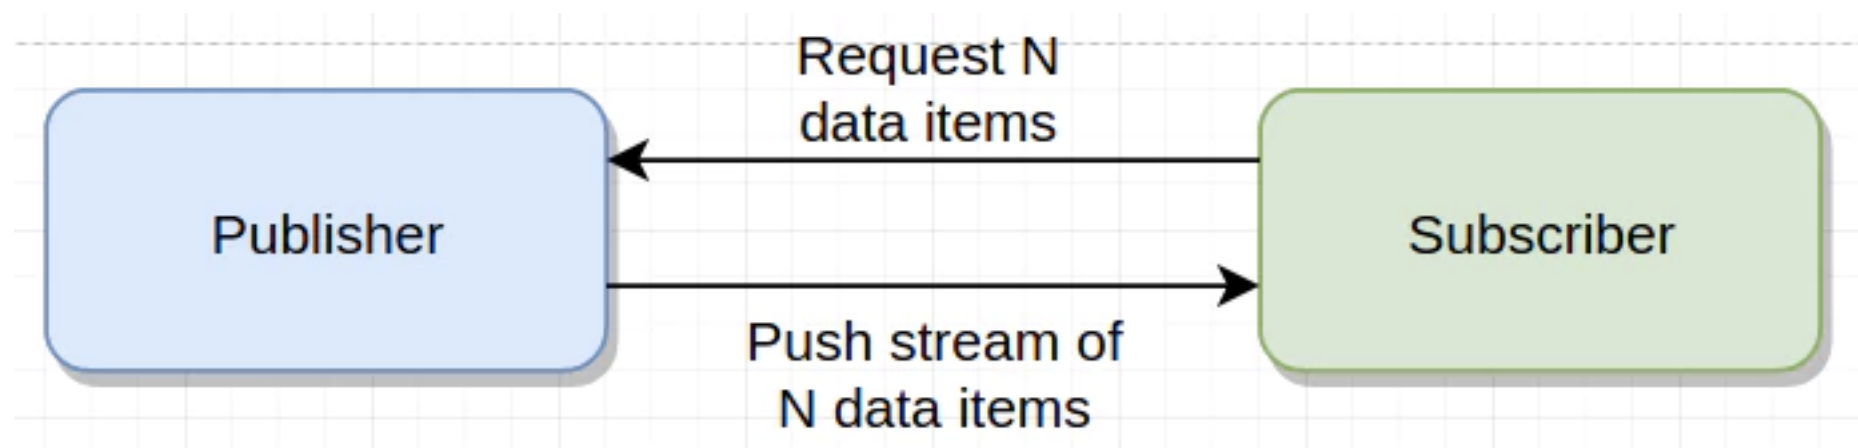 Request N
data items
Publisher
Subscriber
Push stream of
N data items